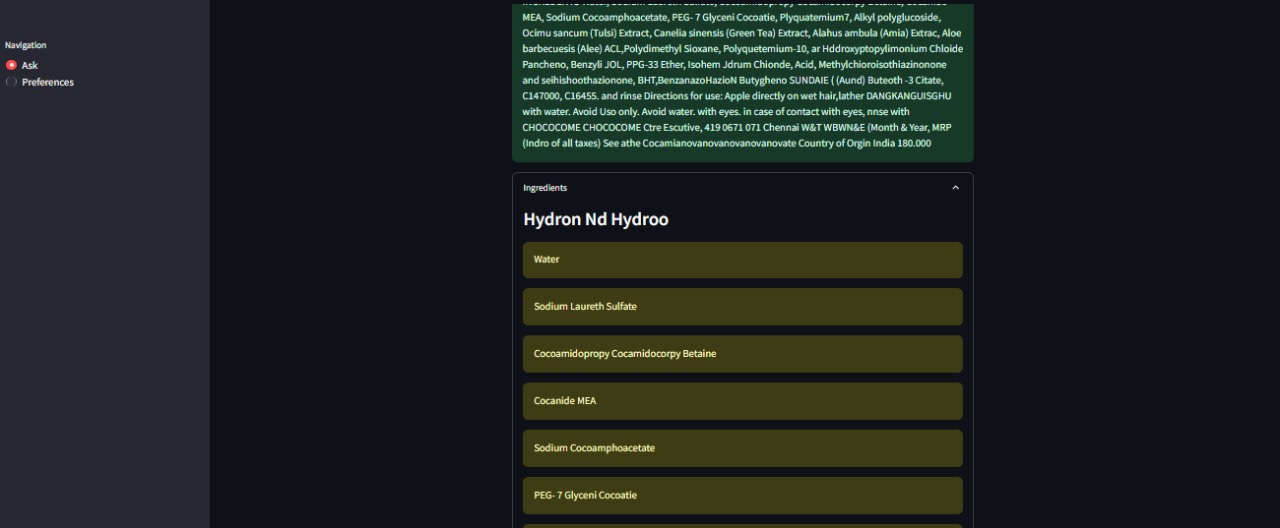 Navigation
Ask
Preferences
MEA, Sodium Cocoamphoacetate, PEG- 7 Glyceni Cocoatie, Plyquatemium7, Alkyl polyglucoside,
Ocimu sancum (Tulsi) Extract, Canelia sinensis (Green Tea) Extract, Alahus ambula (Amia) Extrac, Aloe
barbecuesis (Alee) ACL,Polydimethyl Sioxane, Polyquetemium-10, ar Hddroxyptopylimonium Chloide
Pancheno, Benzyli JOL, PPG-33 Ether, Isohem Jdrum Chionde, Acid, Methylchioroisothiazinonone
and seihishoothazionone, BHT,BenzanazoHazioN Butygheno SUNDAIE ( (Aund) Buteoth -3 Citate,
C147000, C16455. and rinse Directions for use: Apple directly on wet hair,lather DANGKANGUISGHU
with water. Avoid Uso only. Avoid water. with eyes. in case of contact with eyes, nnse with
CHOCOCOME CHOCOCOME Ctre Escutive, 419 0671 071 Chennai W&T WBWN&E (Month & Year, MRP
(Indro of all taxes) See athe Cocamianovanovanovanovanovate Country of Orgin India 180.000
Ingredients
Hydron Nd Hydroo
Water
Sodium Laureth Sulfate
Cocoamidopropy Cocamidocorpy Betaine
Cocanide MEA
Sodium Cocoamphoacetate
PEG- 7 Glyceni Cocoatie